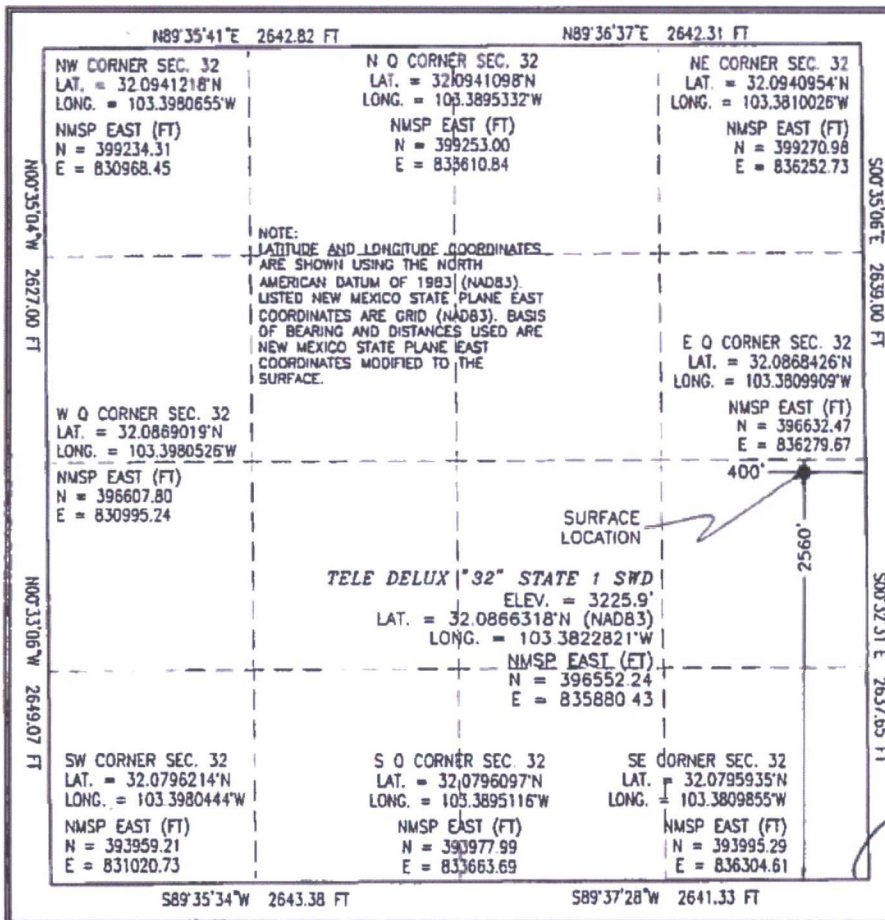 N89°35'41"E 2642.82 FT
N89°36'37"E 2642.31 FT
NW CORNER SEC. 32
LAT. = 32.0941218°N
LONG. = 103.3980655°W
NMSP EAST (FT)
N = 399234.31
E = 830968.45
N Q CORNER SEC. 32
LAT. = 32.0941098°N
LONG. = 103.3895332°W
NMSP EAST (FT)
N = 399253.00
E = 833610.84
NE CORNER SEC. 32
LAT. = 32.0940954°N
LONG. = 103.3810026°W
NMSP EAST (FT)
N = 399270.98
E = 836252.73
N00°35'04"W 2627.00 FT
S00°35'06"E 2639.00 FT
NOTE:
LATITUDE AND LONGITUDE COORDINATES
ARE SHOWN USING THE NORTH
AMERICAN DATUM OF 1983 (NAD83).
LISTED NEW MEXICO STATE PLANE EAST
COORDINATES ARE GRID (NAD83). BASIS
OF BEARING AND DISTANCES USED ARE
NEW MEXICO STATE PLANE EAST
COORDINATES MODIFIED TO THE
SURFACE.
E Q CORNER SEC. 32
LAT. = 32.0868426°N
LONG. = 103.3809909°W
NMSP EAST (FT)
N = 396632.47
E = 836279.67
W Q CORNER SEC. 32
LAT. = 32.0869019°N
LONG. = 103.3980526°W
NMSP EAST (FT)
N = 396607.80
E = 830995.24
400'
SURFACE
LOCATION
2560'
TELE DELUX "32" STATE 1 SWD
ELEV. = 3225.9'
LAT. = 32.0866318°N (NAD83)
LONG. = 103.3822821°W
NMSP EAST (FT)
N = 396552.24
E = 835880.43
N00°33'06"W 2649.07 FT
S00°32'31"E 2637.65 FT
SW CORNER SEC. 32
LAT. = 32.0796214°N
LONG. = 103.3980444°W
NMSP EAST (FT)
N = 393959.21
E = 831020.73
S Q CORNER SEC. 32
LAT. = 32.0796097°N
LONG. = 103.3895116°W
NMSP EAST (FT)
N = 393977.99
E = 833663.69
SE CORNER SEC. 32
LAT. = 32.0795935°N
LONG. = 103.3809855°W
NMSP EAST (FT)
N = 393995.29
E = 836304.61
S89°35'34"W 2643.38 FT
S89°37'28"W 2641.33 FT